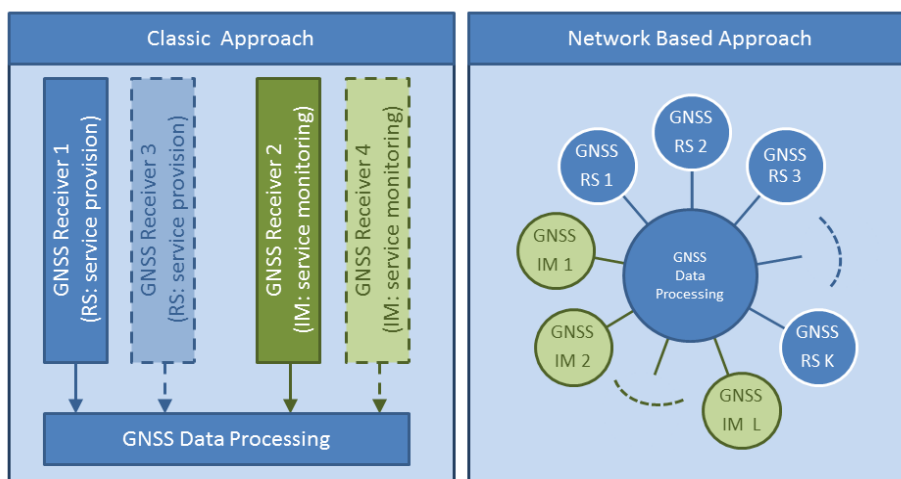 Classic Approach
GNSS Receiver 1
(RS: service provision)
GNSS Receiver 3
(RS: service provision)
GNSS Receiver 2
(IM: service monitoring)
GNSS Receiver 4
(IM: service monitoring)
GNSS Data Processing
Network Based Approach
GNSS
RS 1
GNSS
RS 2
GNSS
RS 3
GNSS
IM 1
GNSS
Data
Processing
GNSS
IM 2
GNSS
RS K
GNSS
IM L